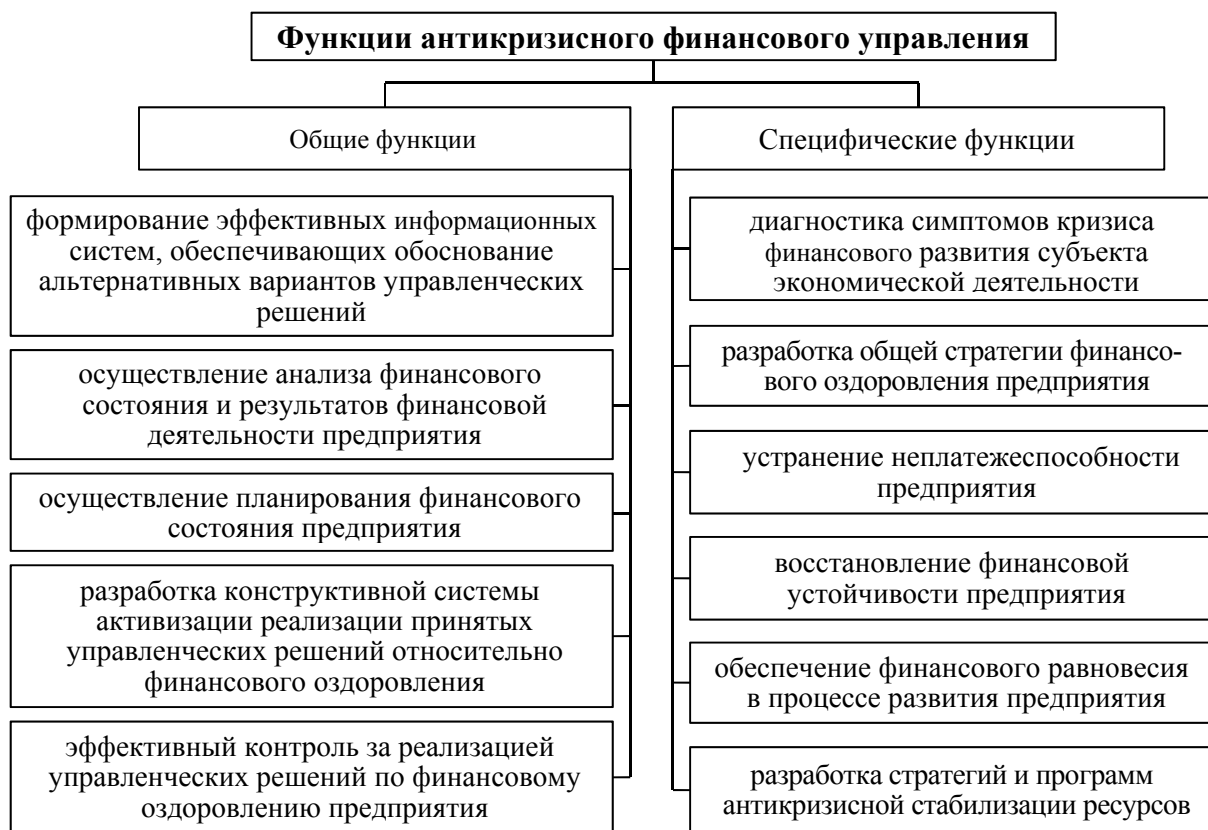 Функции антикризисного финансового управления
Общие функции
формирование эффективных информационных
систем, обеспечивающих обоснование
альтернативных вариантов управленческих
решений
осуществление анализа финансового
состояния и результатов финансовой
деятельности предприятия
осуществление планирования финансового
состояния предприятия
разработка конструктивной системы
активизации реализации принятых
управленческих решений относительно
финансового оздоровления
эффективный контроль за реализацией
управленческих решений по финансовому
оздоровлению предприятия
Специфические функции
диагностика симптомов кризиса
финансового развития субъекта
экономической деятельности
разработка общей стратегии финансо-
вого оздоровления предприятия
устранение неплатежеспособности
предприятия
восстановление финансовой
устойчивости предприятия
обеспечение финансового равновесия
в процессе развития предприятия
разработка стратегий и программ
антикризисной стабилизации ресурсов